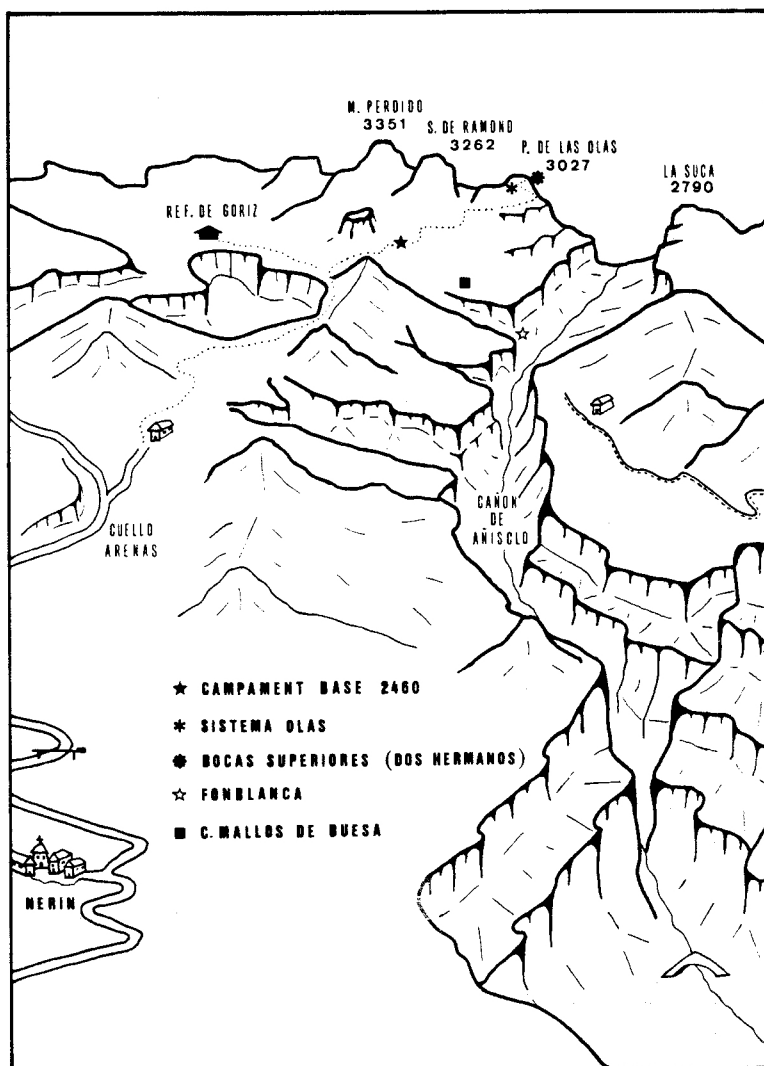 M. PERDIDO
3351
S. DE RAMOND
3262
P. DE LAS OLAS
3027
LA SUCA
2790
REF. DE GORIZ
CUELLO
ARENAS
CAÑON
DE
AÑISCLO
★ CAMPAMENT BASE 2460
* SISTEMA OLAS
✹ BOCAS SUPERIORES (DOS HERMANOS)
☆ FONBLANCA
■ C. MALLOS DE BUESA
NERIN